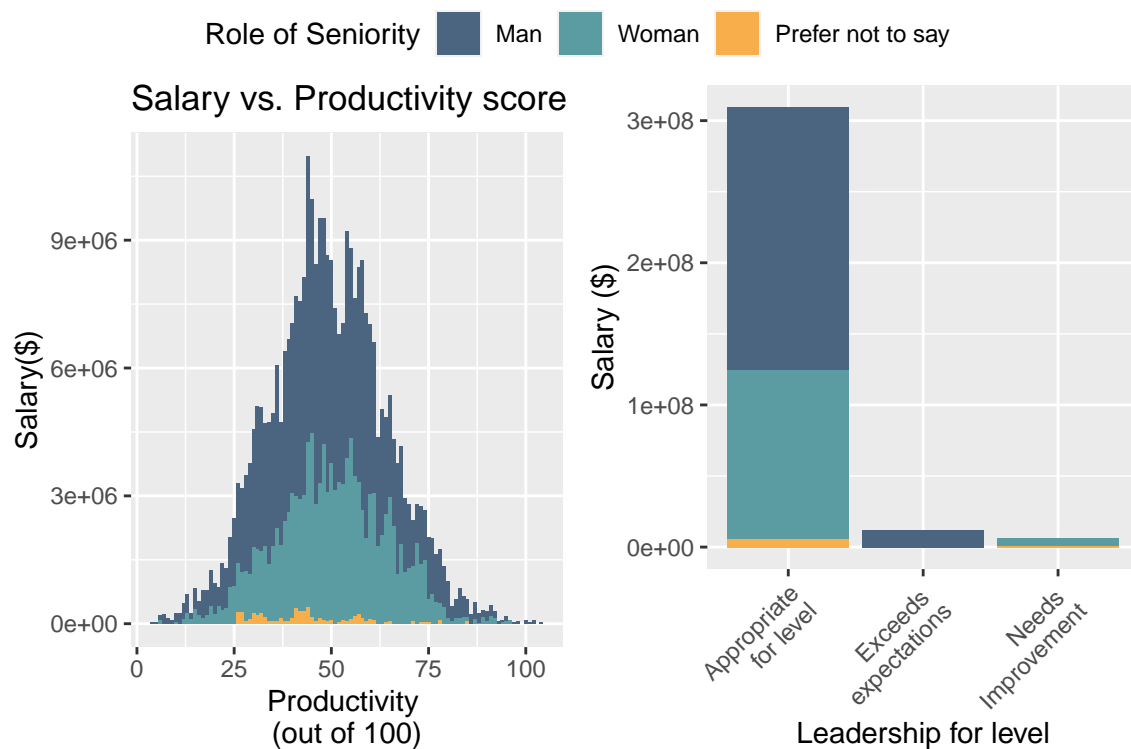 Role of Seniority Man Woman Prefer not to say
Salary vs. Productivity score
Salary($)
9e+06
6e+06
3e+06
0e+00
0 25 50 75 100
Productivity
(out of 100)
Salary ($)
3e+08
2e+08
1e+08
0e+00
Appropriate
for level
Exceeds
expectations
Needs
Improvement
Leadership for level